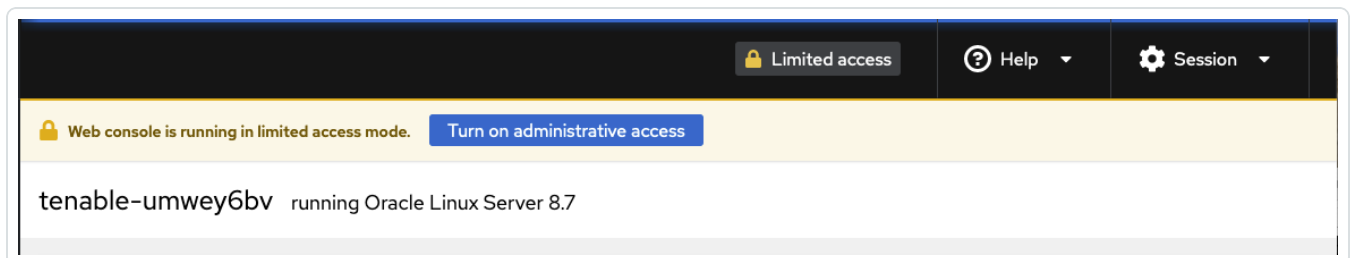 Limited access Help Session
Web console is running in limited access mode. Turn on administrative access
tenable-umwey6bv running Oracle Linux Server 8.7